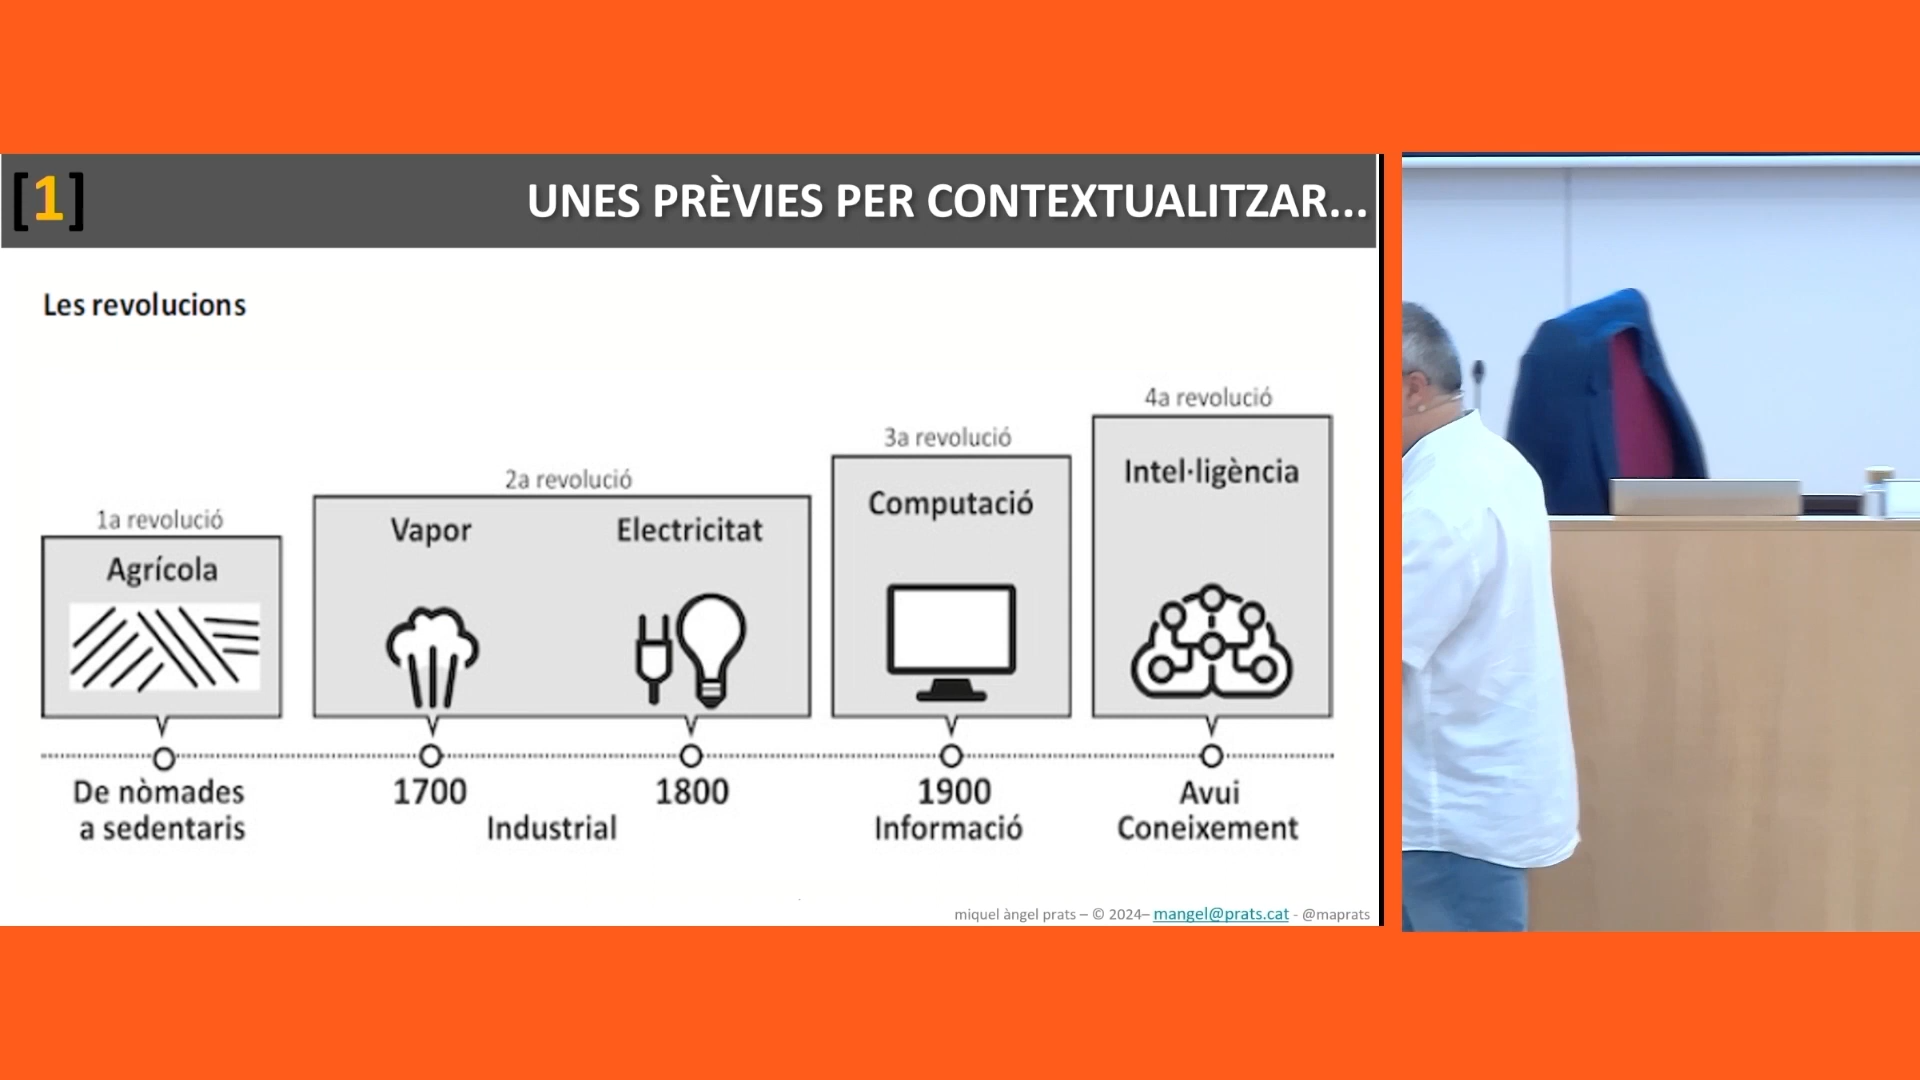 [1]
UNES PRÈVIES PER CONTEXTUALITZAR...
Les revolucions
1a revolució
Agrícola
De nòmades
a sedentaris
2a revolució
Vapor
Electricitat
1700
1800
Industrial
3a revolució
Computació
1900
Informació
4a revolució
Intel·ligència
Avui
Coneixement
miquel àngel prats – © 2024– mangel@prats.cat - @maprats